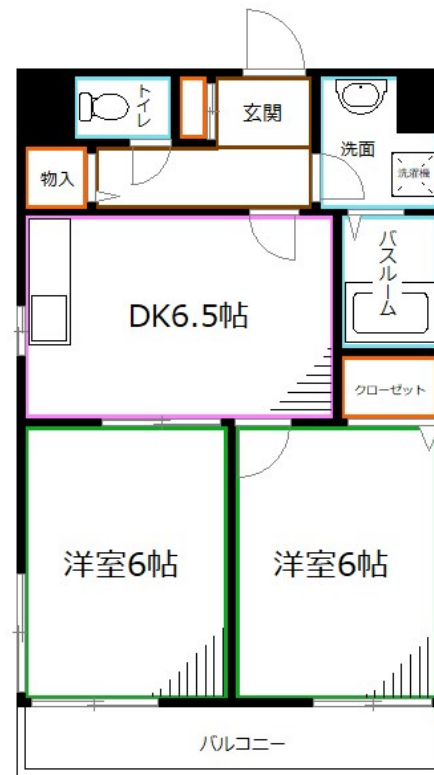 トイレ
玄関
洗面
物入
洗濯機
バスルーム
DK6.5帖
クローゼット
洋室6帖
洋室6帖
バルコニー